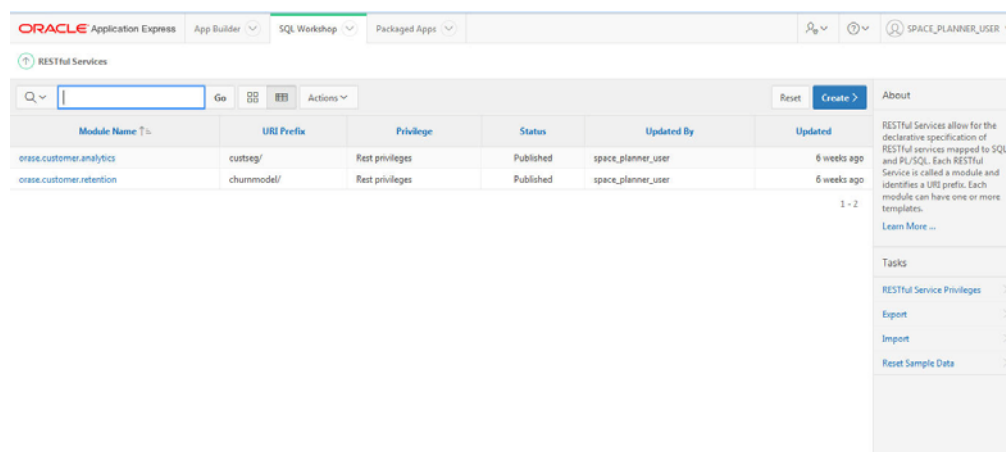 ORACLE Application Express App Builder SQL Workshop Packaged Apps SPACE_PLANNER_USER
RESTful Services
Go Actions Reset Create >
Module Name URI Prefix Privilege Status Updated By Updated
orase.customer.analytics custseg/ Rest privileges Published space_planner_user 6 weeks ago
orase.customer.retention churnmodel/ Rest privileges Published space_planner_user 6 weeks ago
1 - 2
About
RESTful Services allow for the
declarative specification of
RESTful services mapped to SQL
and PL/SQL. Each RESTful
Service is called a module and
identifies a URI prefix. Each
module can have one or more
templates.
Learn More ...
Tasks
RESTful Service Privileges
Export
Import
Reset Sample Data